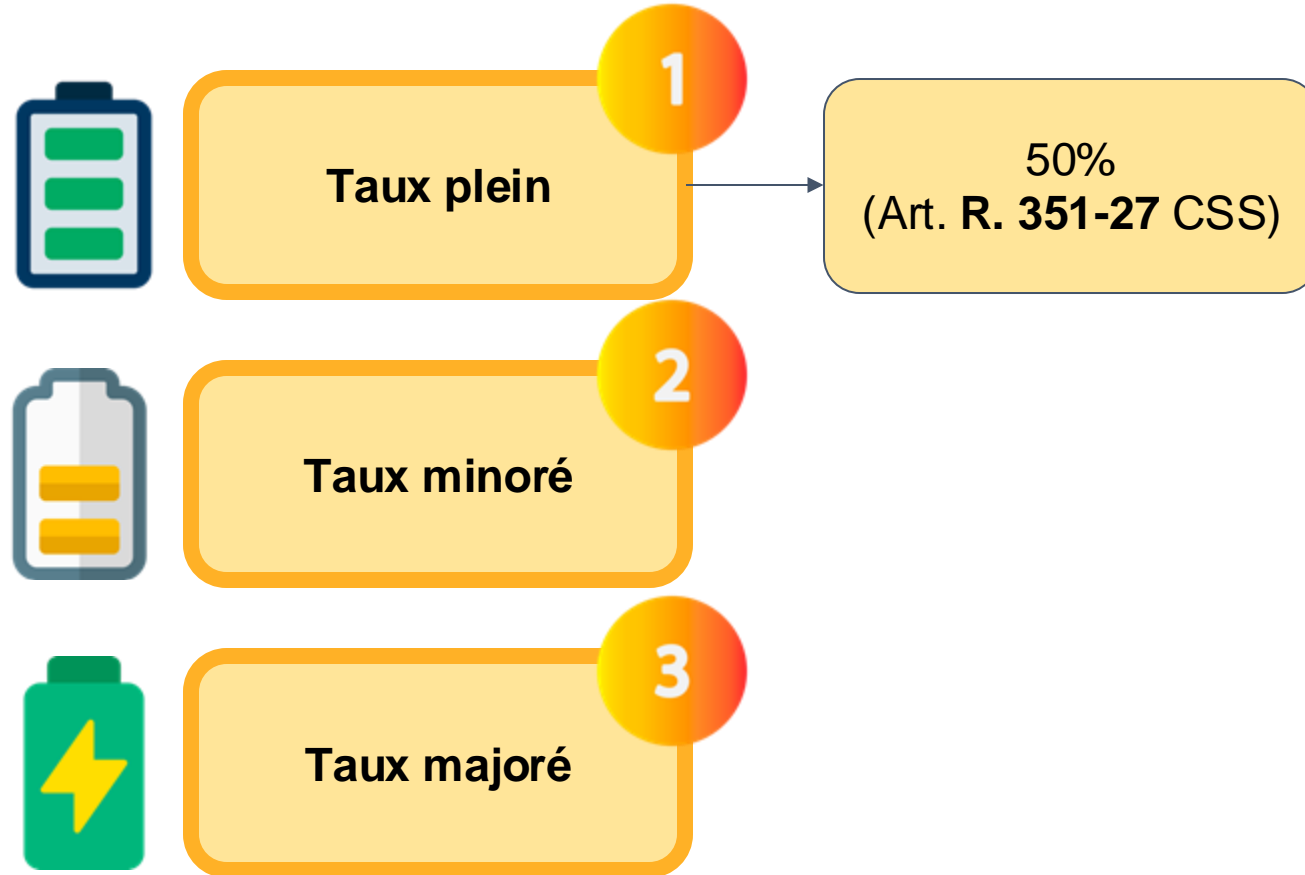 1
Taux plein
50%
(Art. R. 351-27 CSS)
2
Taux minoré
3
Taux majoré